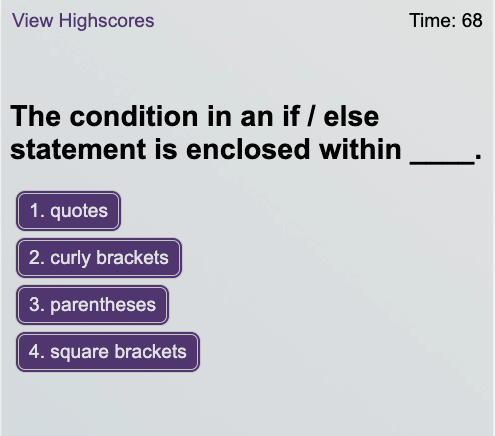 View Highscores
Time: 68
The condition in an if / else
statement is enclosed within ____.
1. quotes
2. curly brackets
3. parentheses
4. square brackets